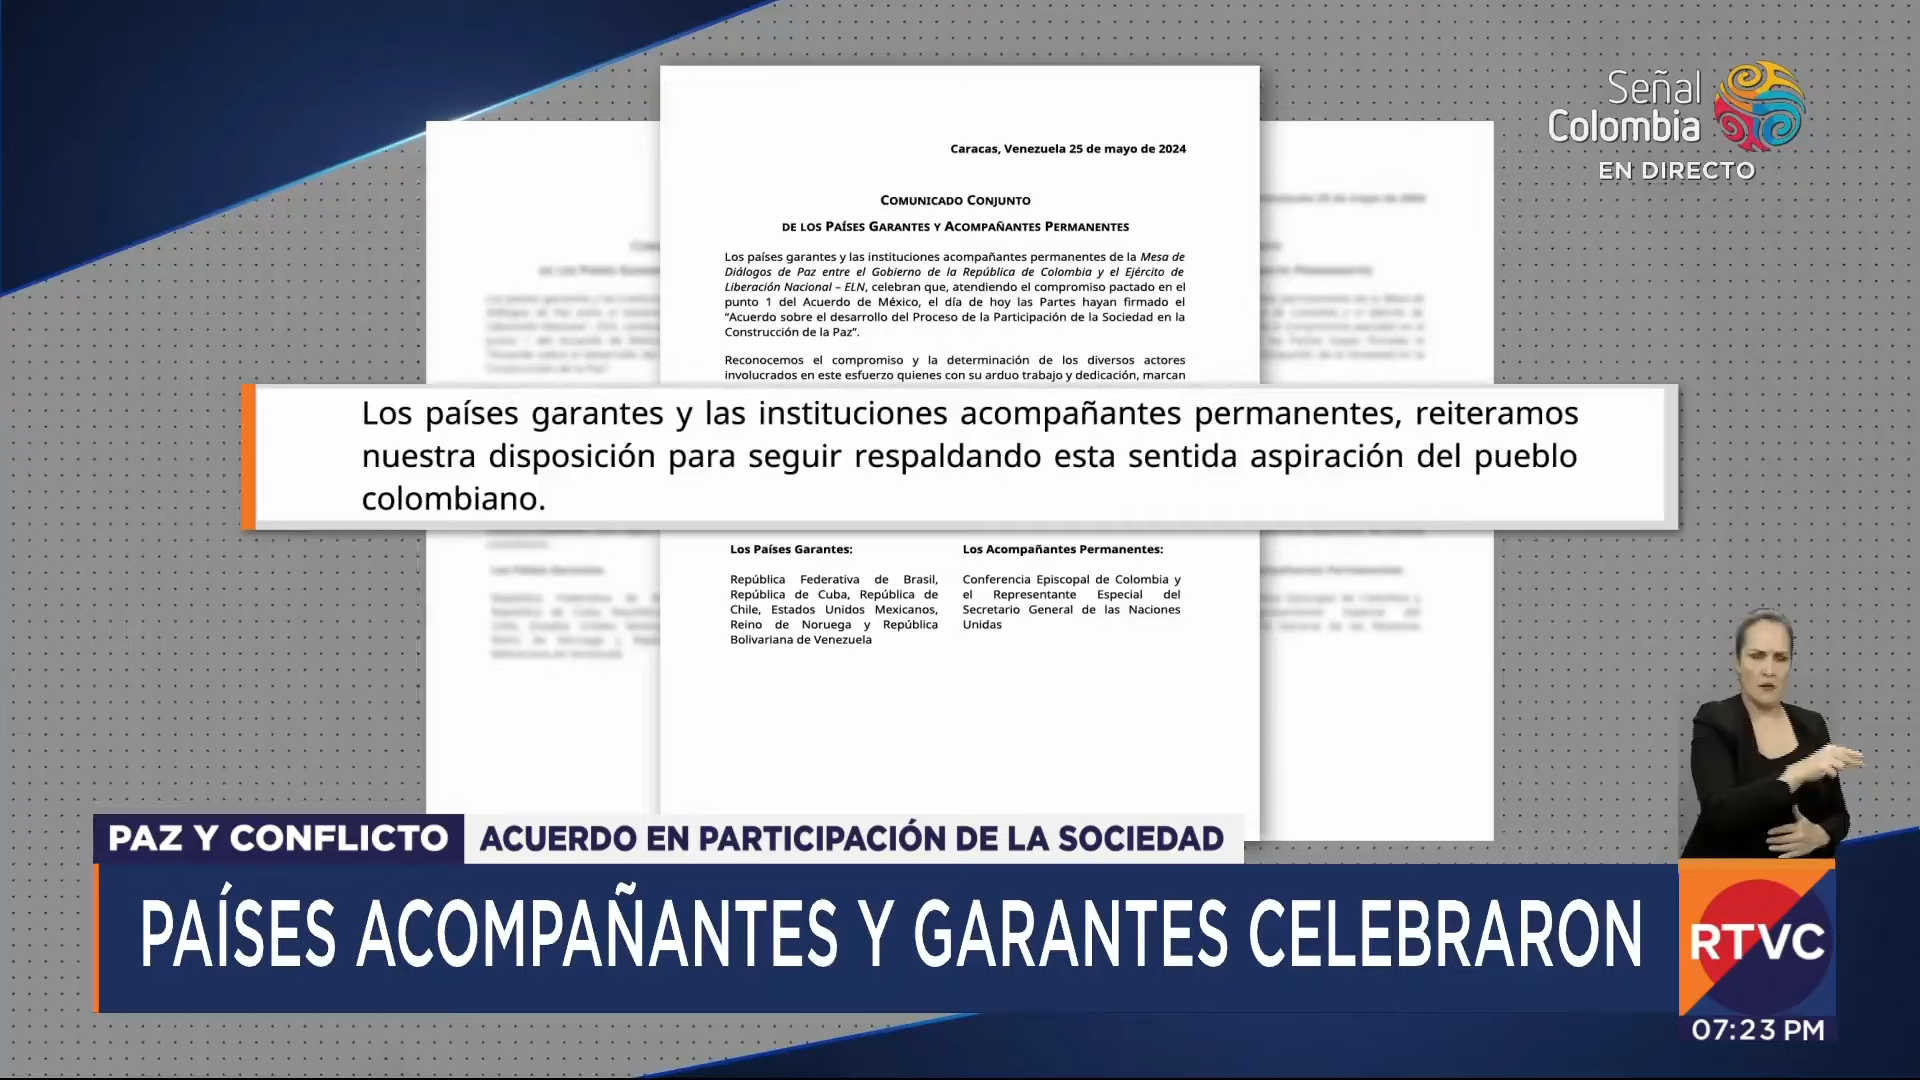 Señal
Colombia
EN DIRECTO
Caracas, Venezuela 25 de mayo de 2024
COMUNICADO CONJUNTO
DE LOS PAÍSES GARANTES Y ACOMPAÑANTES PERMANENTES
Los países garantes y las instituciones acompañantes permanentes de la Mesa de
Diálogos de Paz entre el Gobierno de la República de Colombia y el Ejército de
Liberación Nacional – ELN, celebran que, atendiendo el compromiso pactado en el
punto 1 del Acuerdo de México, el día de hoy las Partes hayan firmado el
“Acuerdo sobre el desarrollo del Proceso de la Participación de la Sociedad en la
Construcción de la Paz”.
Reconocemos el compromiso y la determinación de los diversos actores
involucrados en este esfuerzo quienes con su arduo trabajo y dedicación, marcan
Los países garantes y las instituciones acompañantes permanentes, reiteramos
nuestra disposición para seguir respaldando esta sentida aspiración del pueblo
colombiano.
Los Países Garantes:
República Federativa de Brasil,
República de Cuba, República de
Chile, Estados Unidos Mexicanos,
Reino de Noruega y República
Bolivariana de Venezuela
Los Acompañantes Permanentes:
Conferencia Episcopal de Colombia y
el Representante Especial del
Secretario General de las Naciones
Unidas
PAZ Y CONFLICTO
ACUERDO EN PARTICIPACIÓN DE LA SOCIEDAD
PAÍSES ACOMPAÑANTES Y GARANTES CELEBRARON
RTVC
07:23 PM